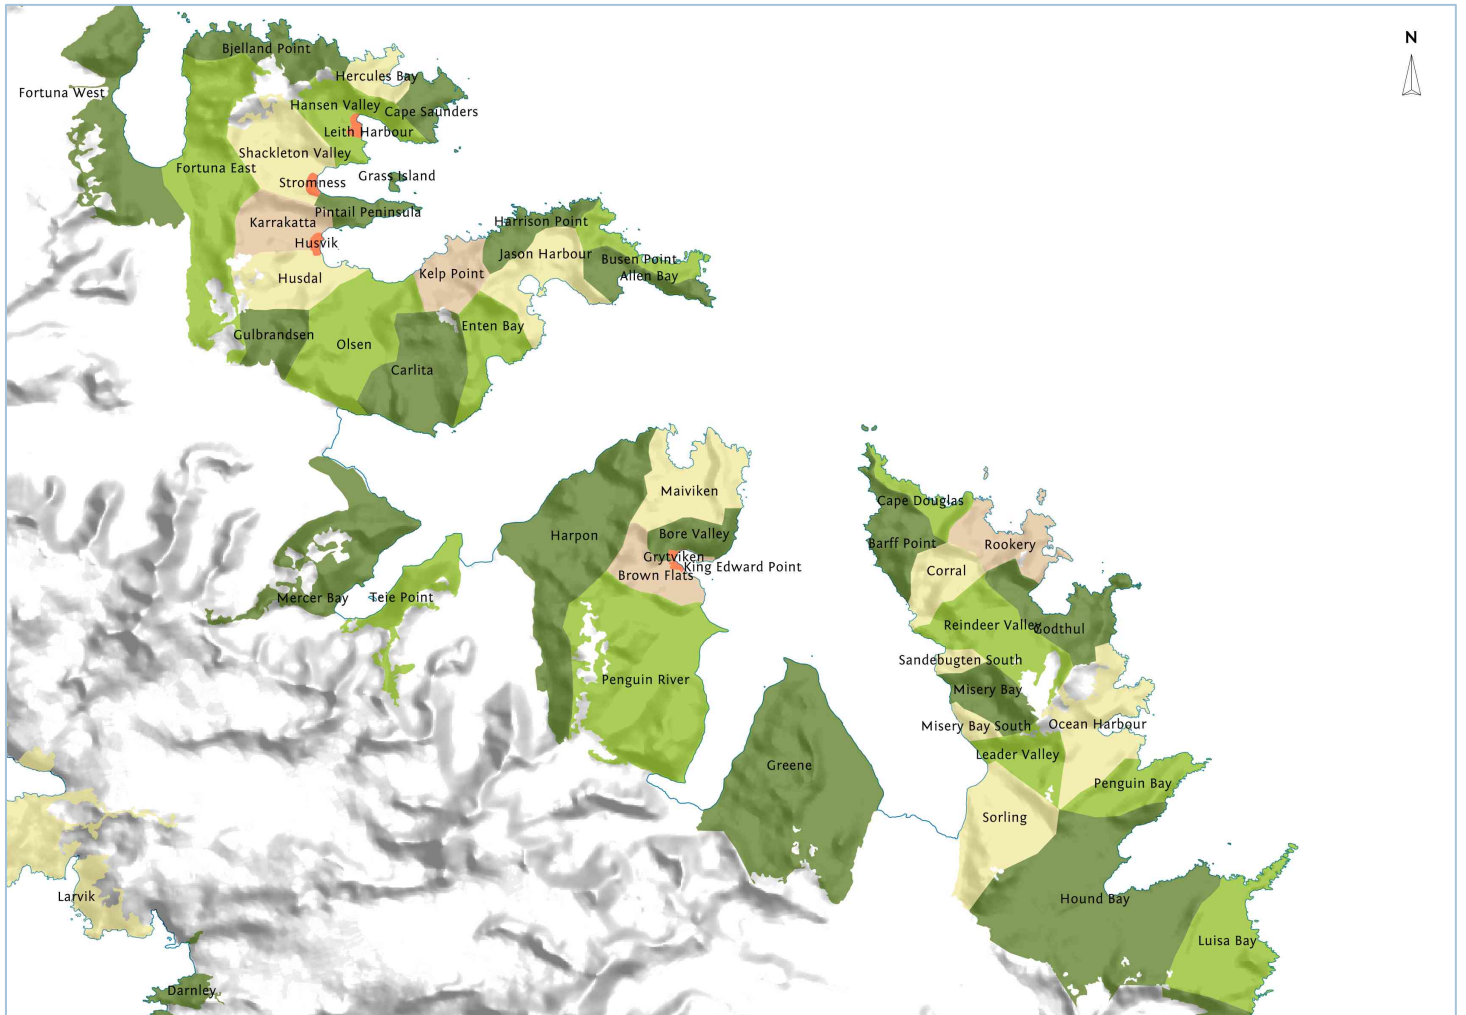 N
Bjelland Point
Hercules Bay
Fortuna West
Hansen Valley
Cape Saunders
Leith Harbour
Shackleton Valley
Fortuna East
Grass Island
Stromness
Pintail Peninsula
Karrakatta
Harrison Point
Husvik
Jason Harbour
Busen Point
Kelp Point
Allen Bay
Husdal
Enten Bay
Gulbrandsen
Olsen
Carlita
Maiviken
Cape Douglas
Harpon
Bore Valley
Barff Point
Rookery
Grytviken
King Edward Point
Brown Flats
Corral
Mercer Bay
Teie Point
Reindeer Valley
Godthul
Sandebugten South
Penguin River
Misery Bay
Misery Bay South
Ocean Harbour
Leader Valley
Greene
Penguin Bay
Sorling
Larvik
Hound Bay
Luisa Bay
Darnley